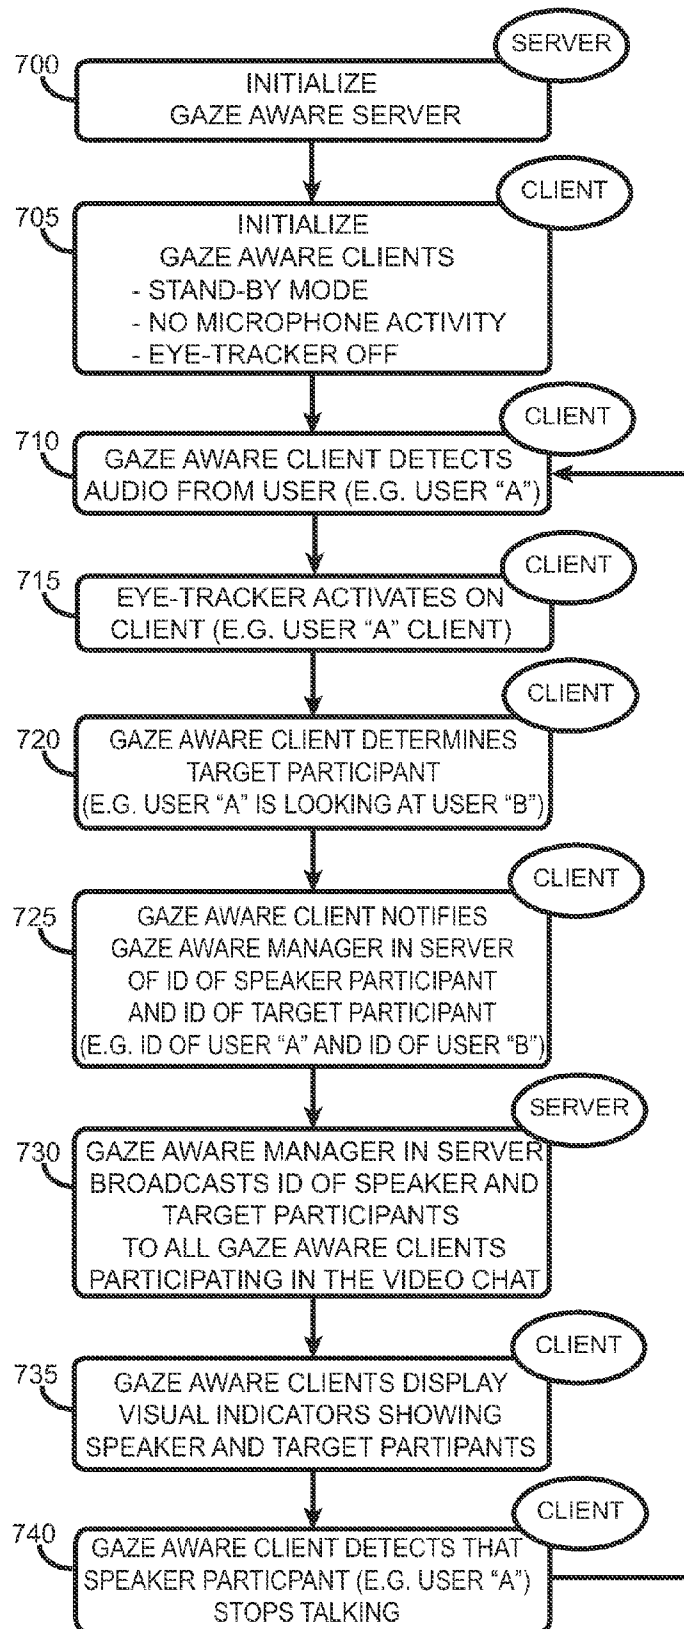 SERVER
700
INITIALIZE
GAZE AWARE SERVER
CLIENT
705
INITIALIZE
GAZE AWARE CLIENTS
- STAND-BY MODE
- NO MICROPHONE ACTIVITY
- EYE-TRACKER OFF
CLIENT
710
GAZE AWARE CLIENT DETECTS
AUDIO FROM USER (E.G. USER “A”)
CLIENT
715
EYE-TRACKER ACTIVATES ON
CLIENT (E.G. USER “A” CLIENT)
CLIENT
720
GAZE AWARE CLIENT DETERMINES
TARGET PARTICIPANT
(E.G. USER “A” IS LOOKING AT USER “B”)
CLIENT
725
GAZE AWARE CLIENT NOTIFIES
GAZE AWARE MANAGER IN SERVER
OF ID OF SPEAKER PARTICIPANT
AND ID OF TARGET PARTICIPANT
(E.G. ID OF USER “A” AND ID OF USER “B”)
SERVER
730
GAZE AWARE MANAGER IN SERVER
BROADCASTS ID OF SPEAKER AND
TARGET PARTICIPANTS
TO ALL GAZE AWARE CLIENTS
PARTICIPATING IN THE VIDEO CHAT
CLIENT
735
GAZE AWARE CLIENTS DISPLAY
VISUAL INDICATORS SHOWING
SPEAKER AND TARGET PARTIPANTS
CLIENT
740
GAZE AWARE CLIENT DETECTS THAT
SPEAKER PARTICPANT (E.G. USER “A”)
STOPS TALKING